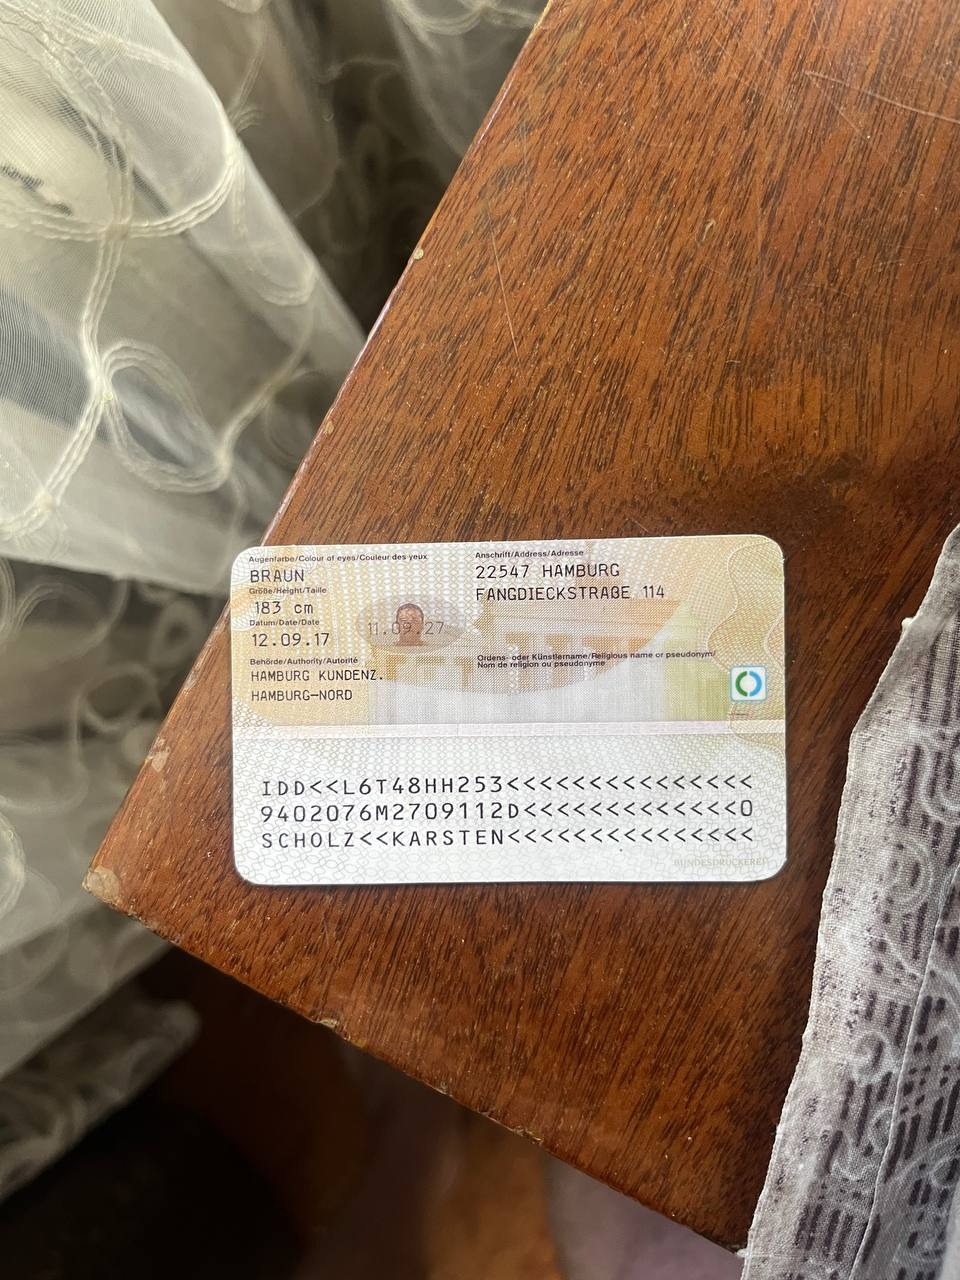 Augenfarbe/Colour of eyes/Couleur des yeux
BRAUN
Größe/Height/Taille
183 cm
Datum/Date/Date
12.09.17
11.09.27
Behörde/Authority/Autorité
HAMBURG KUNDENZ.
HAMBURG-NORD
Anschrift/Address/Adresse
22547 HAMBURG
FANGDIECKSTRAßE 114
Ordens- oder Künstlername/Religious name or pseudonym/
Nom de religion ou pseudonyme
IDD<<L6T48HH253<<<<<<<<<<<<<<<
9402076M2709112D<<<<<<<<<<<<<0
SCHOLZ<<KARSTEN<<<<<<<<<<<<<<<
BUNDESDRUCKEREI